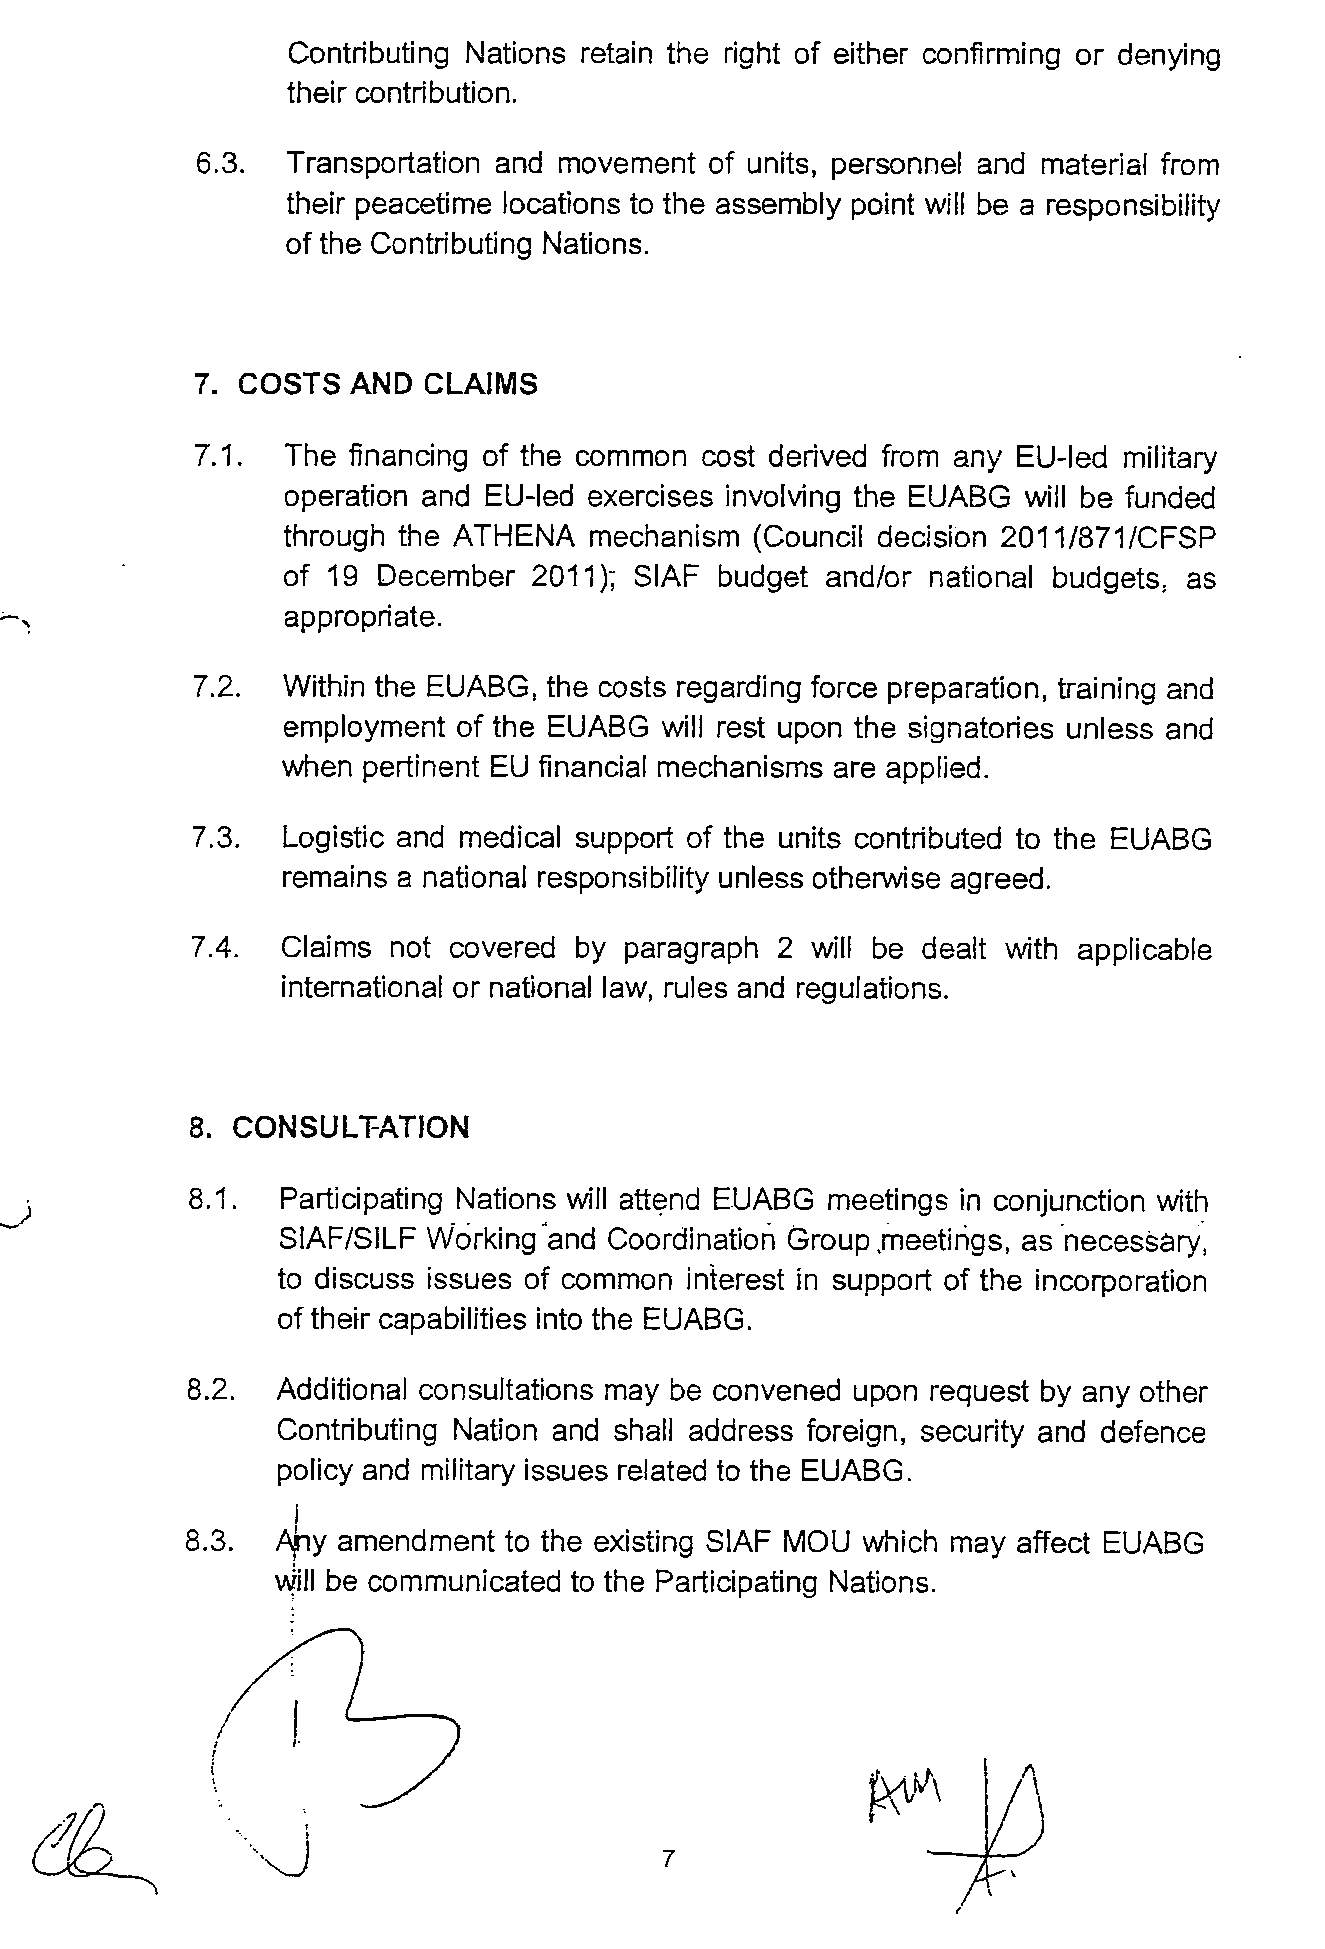 Contributing Nations retain the right of either confirming or denying
their contribution.
6.3. Transportation and movement of units, personnel and material from
their peacetime locations to the assembly point will be a responsibility
of the Contributing Nations.
7. COSTS AND CLAIMS
7.1. The financing of the common cost derived from any EU-led military
operation and EU-led exercises involving the EUABG will be funded
through the ATHENA mechanism (Council decision 2011/871/CFSP
of 19 December 2011); SIAF budget and/or national budgets, as
appropriate.
7.2. Within the EUABG, the costs regarding force preparation, training and
employment of the EUABG will rest upon the signatories unless and
when pertinent EU financial mechanisms are applied.
7.3. Logistic and medical support of the units contributed to the EUABG
remains a national responsibility unless otherwise agreed.
7.4. Claims not covered by paragraph 2 will be dealt with applicable
international or national law, rules and regulations.
8. CONSULTATION
8.1. Participating Nations will attend EUABG meetings in conjunction with
SIAF/SILF Working and Coordination Group meetings, as necessary,
to discuss issues of common interest in support of the incorporation
of their capabilities into the EUABG.
8.2. Additional consultations may be convened upon request by any other
Contributing Nation and shall address foreign, security and defence
policy and military issues related to the EUABG.
8.3. Any amendment to the existing SIAF MOU which may affect EUABG
will be communicated to the Participating Nations.
7